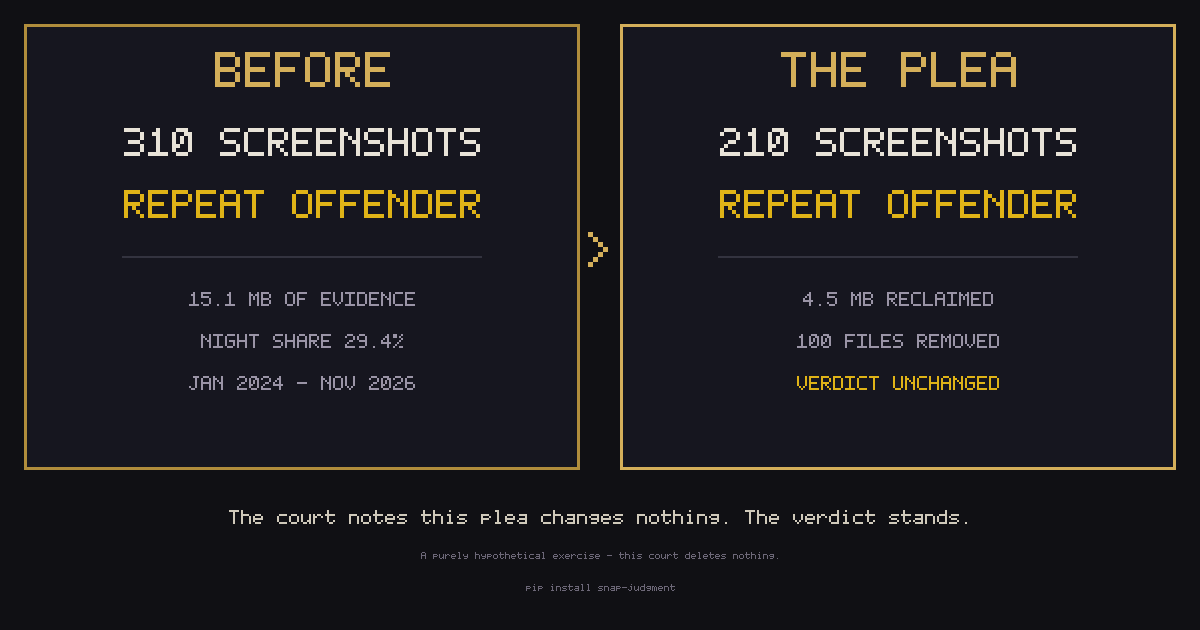 BEFORE
310 SCREENSHOTS
REPEAT OFFENDER
15.1 MB OF EVIDENCE
NIGHT SHARE 29.4%
JAN 2024 – NOV 2026
>
THE PLEA
210 SCREENSHOTS
REPEAT OFFENDER
4.5 MB RECLAIMED
100 FILES REMOVED
VERDICT UNCHANGED
The court notes this plea changes nothing. The verdict stands.
A purely hypothetical exercise – this court deletes nothing.
pip install snap-judgment